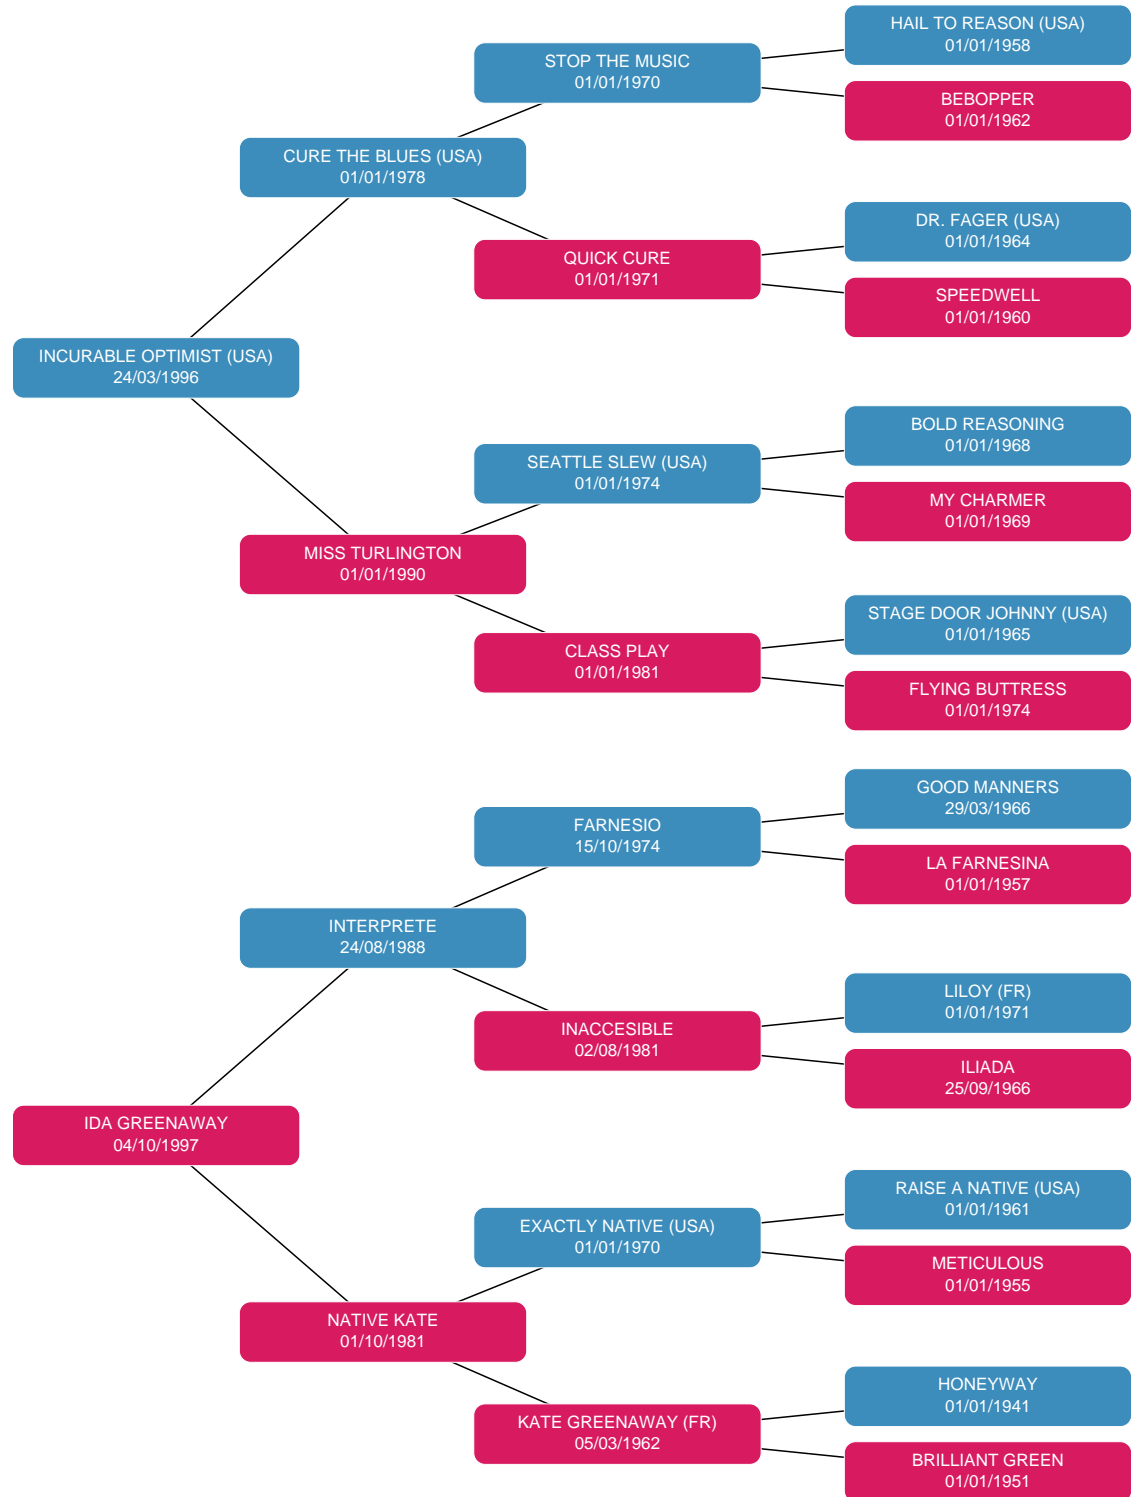 HAIL TO REASON (USA)
01/01/1958
STOP THE MUSIC
01/01/1970
BEBOPPER
01/01/1962
CURE THE BLUES (USA)
01/01/1978
DR. FAGER (USA)
01/01/1964
QUICK CURE
01/01/1971
SPEEDWELL
01/01/1960
INCURABLE OPTIMIST (USA)
24/03/1996
BOLD REASONING
01/01/1968
SEATTLE SLEW (USA)
01/01/1974
MY CHARMER
01/01/1969
MISS TURLINGTON
01/01/1990
STAGE DOOR JOHNNY (USA)
01/01/1965
CLASS PLAY
01/01/1981
FLYING BUTTRESS
01/01/1974
GOOD MANNERS
29/03/1966
FARNESIO
15/10/1974
LA FARNESINA
01/01/1957
INTERPRETE
24/08/1988
LILOY (FR)
01/01/1971
INACCESIBLE
02/08/1981
ILIADA
25/09/1966
IDA GREENAWAY
04/10/1997
RAISE A NATIVE (USA)
01/01/1961
EXACTLY NATIVE (USA)
01/01/1970
METICULOUS
01/01/1955
NATIVE KATE
01/10/1981
HONEYWAY
01/01/1941
KATE GREENAWAY (FR)
05/03/1962
BRILLIANT GREEN
01/01/1951